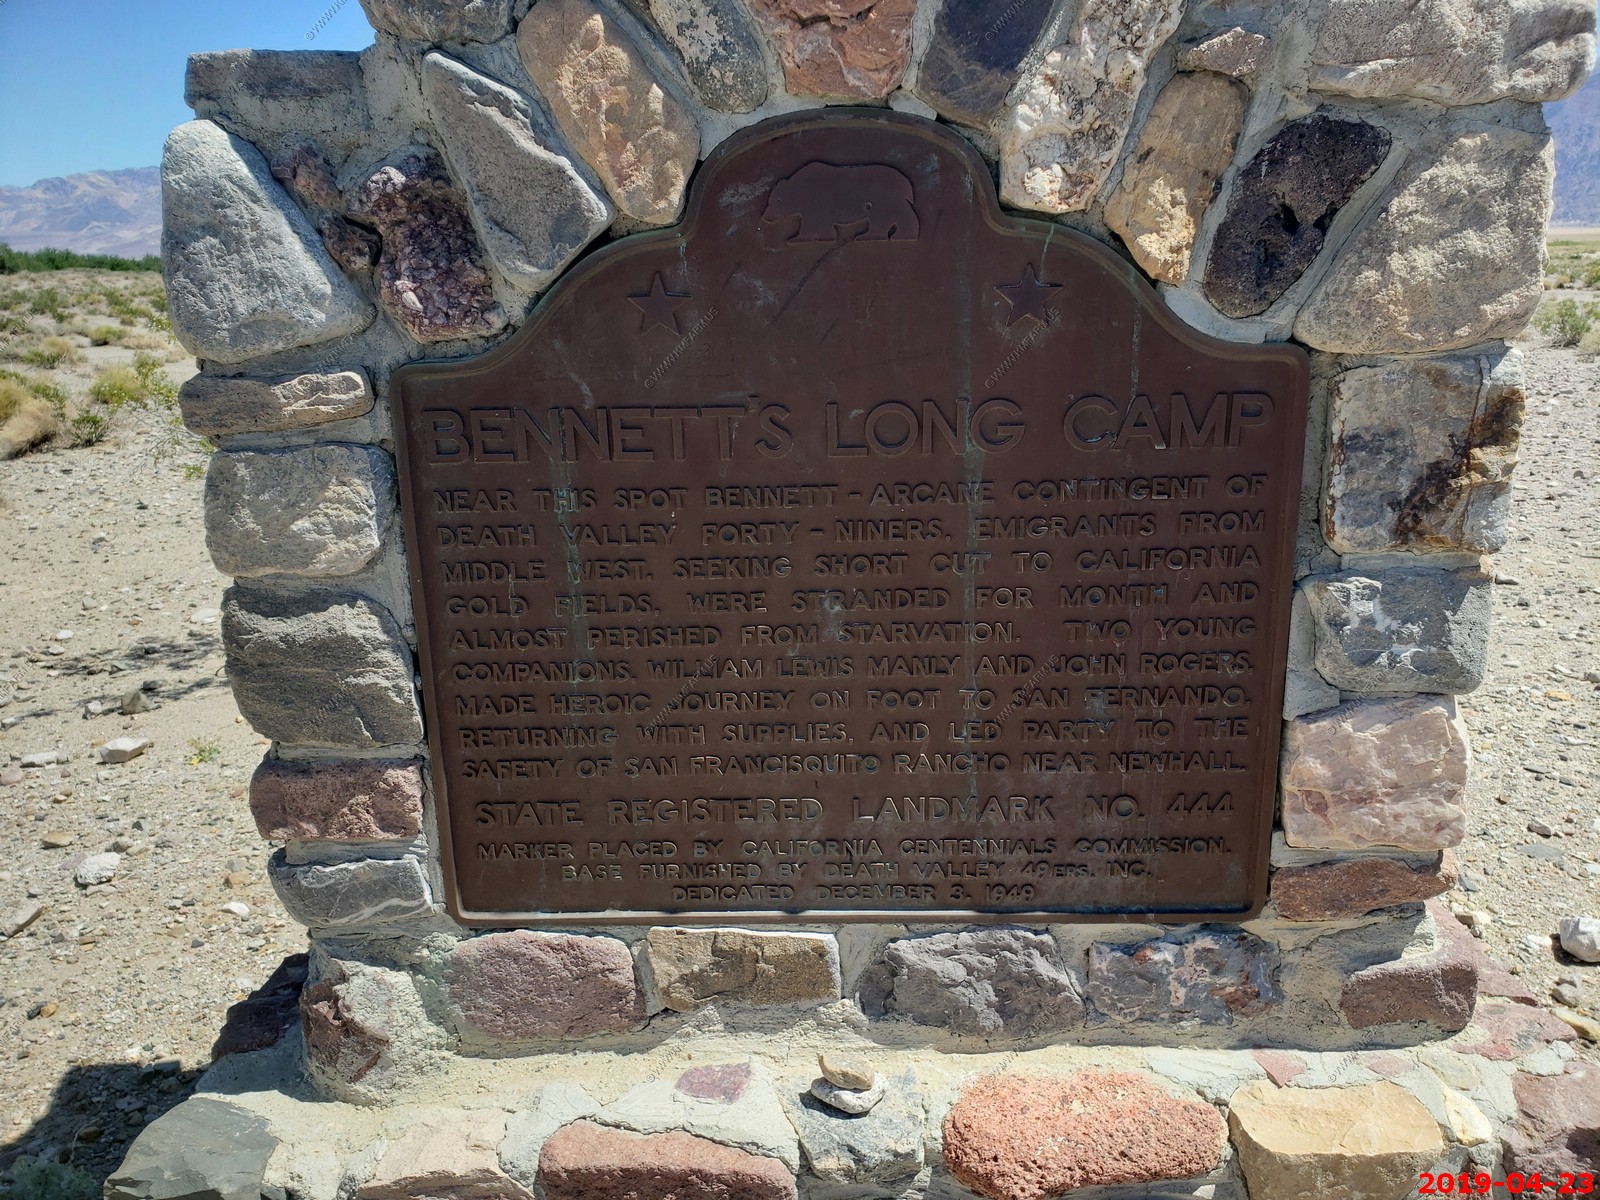 BENNETT'S LONG CAMP
NEAR THIS SPOT BENNETT - ARCANE CONTINGENT OF
DEATH VALLEY FORTY - NINERS, EMIGRANTS FROM
MIDDLE WEST, SEEKING SHORT CUT TO CALIFORNIA
GOLD FIELDS, WERE STRANDED FOR MONTH AND
ALMOST PERISHED FROM STARVATION. TWO YOUNG
COMPANIONS, WILLIAM LEWIS MANLY AND JOHN ROGERS,
MADE HEROIC JOURNEY ON FOOT TO SAN FERNANDO,
RETURNING WITH SUPPLIES, AND LED PARTY TO THE
SAFETY OF SAN FRANCISQUITO RANCHO NEAR NEWHALL.
STATE REGISTERED LANDMARK NO. 444
MARKER PLACED BY CALIFORNIA CENTENNIALS COMMISSION.
BASE FURNISHED BY DEATH VALLEY 49ERS, INC.
DEDICATED DECEMBER 3, 1949
2019-04-23